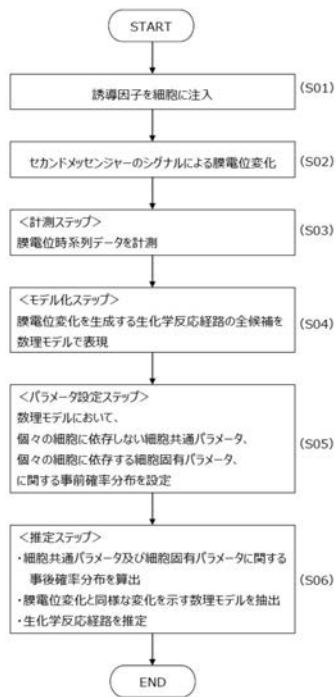 START
誘導因子を細胞に注入
(S01)
セカンドメッセンジャーのシグナルによる膜電位変化
(S02)
<計測ステップ>
膜電位時系列データを計測
(S03)
<モデル化ステップ>
膜電位変化を生成する生化学反応経路の全候補を
数理モデルで表現
(S04)
<パラメータ設定ステップ>
数理モデルにおいて、
個々の細胞に依存しない細胞共通パラメータ、
個々の細胞に依存する細胞固有パラメータ、
に関する事前確率分布を設定
(S05)
<推定ステップ>
・細胞共通パラメータ及び細胞固有パラメータに関する
事後確率分布を算出
・膜電位変化と同様な変化を示す数理モデルを抽出
・生化学反応経路を推定
(S06)
END